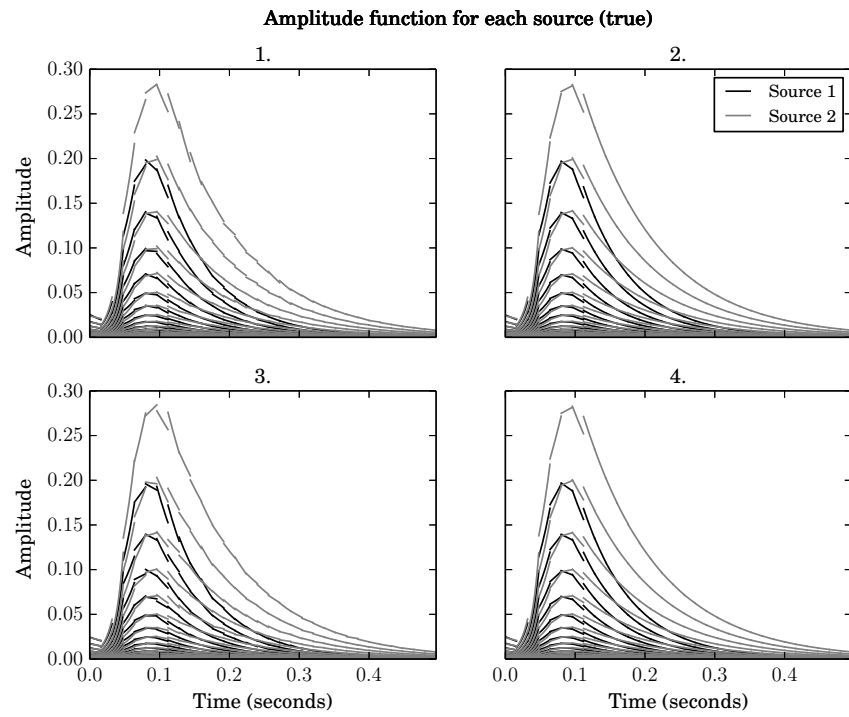 Amplitude function for each source (true)
1.
2.
0.30
0.25
0.20
0.15
0.10
0.05
0.00
Amplitude
Source 1
Source 2
3.
4.
0.30
0.25
0.20
0.15
0.10
0.05
0.00
Amplitude
0.0 0.1 0.2 0.3 0.4
0.0 0.1 0.2 0.3 0.4
Time (seconds)
Time (seconds)